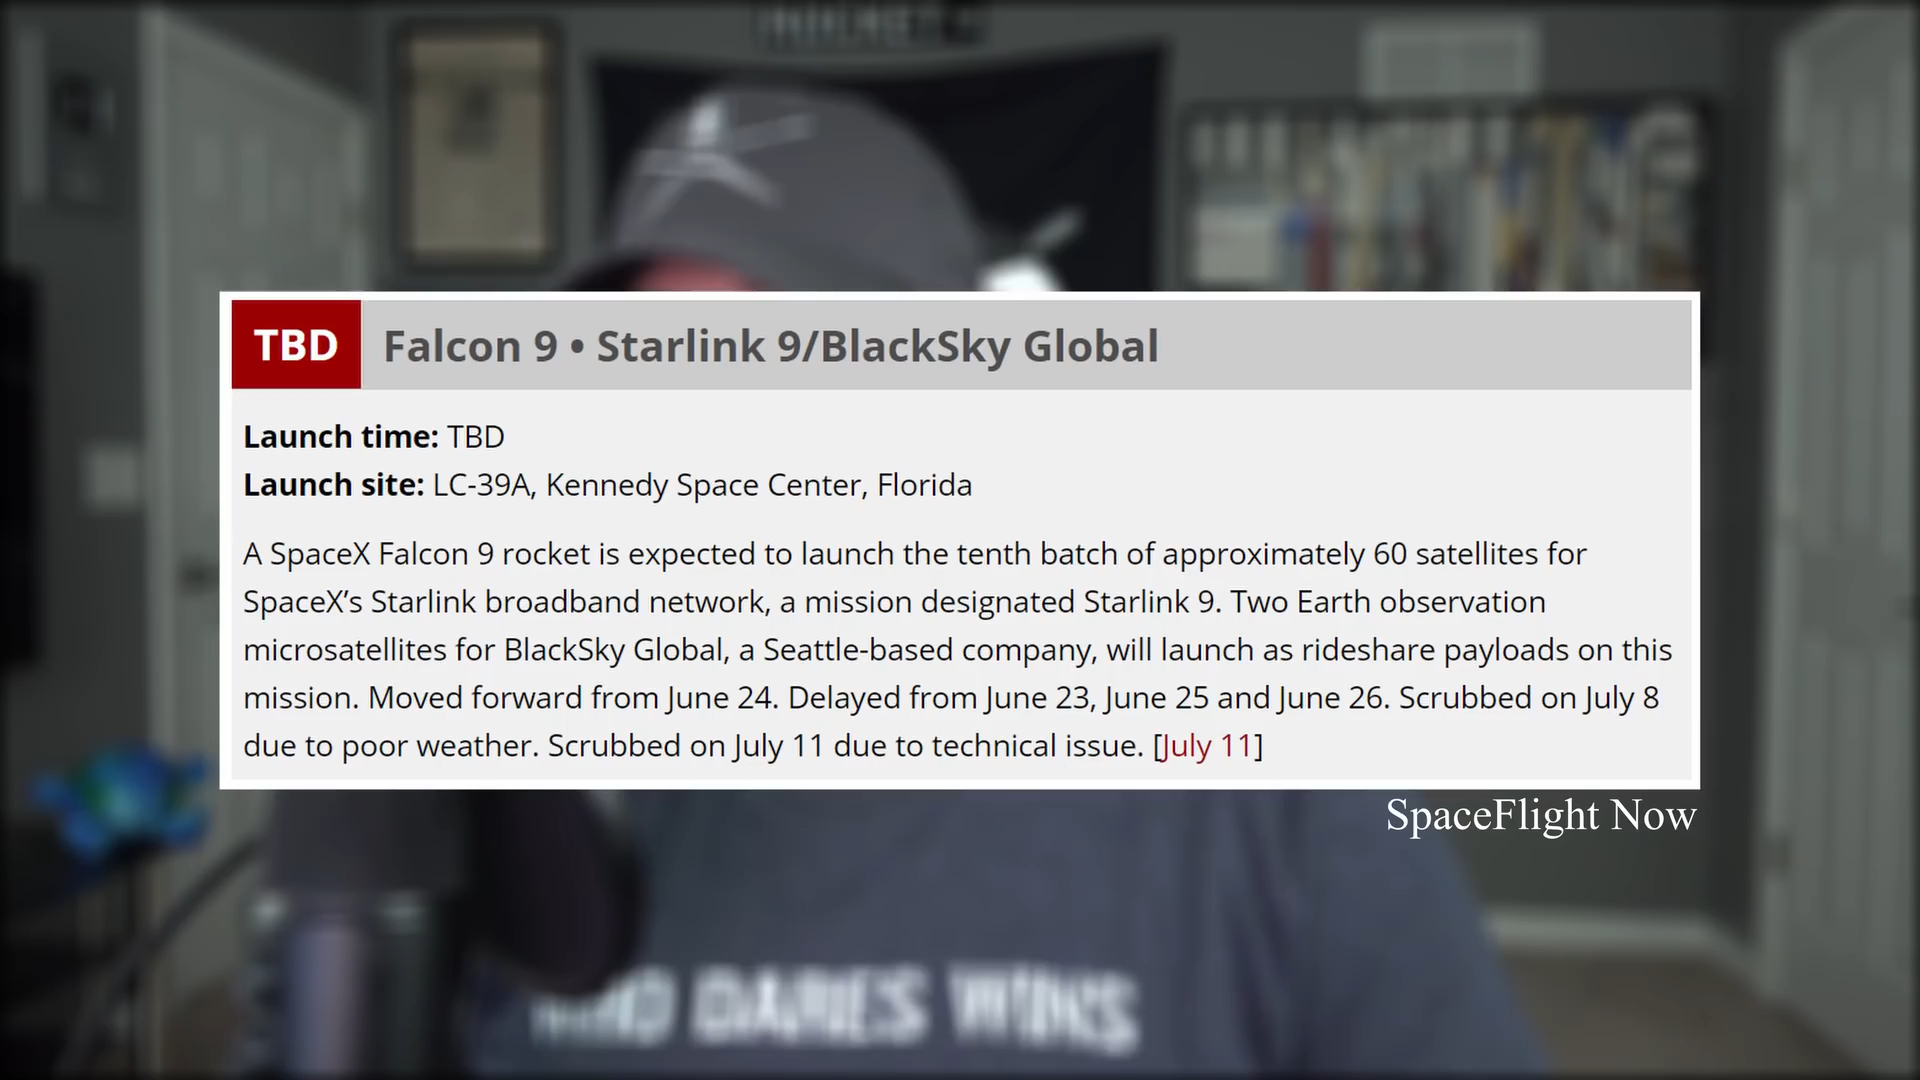 TBD
Falcon 9 • Starlink 9/BlackSky Global
Launch time: TBD
Launch site: LC-39A, Kennedy Space Center, Florida
A SpaceX Falcon 9 rocket is expected to launch the tenth batch of approximately 60 satellites for
SpaceX’s Starlink broadband network, a mission designated Starlink 9. Two Earth observation
microsatellites for BlackSky Global, a Seattle-based company, will launch as rideshare payloads on this
mission. Moved forward from June 24. Delayed from June 23, June 25 and June 26. Scrubbed on July 8
due to poor weather. Scrubbed on July 11 due to technical issue. [July 11]
SpaceFlight Now
DARES WINS